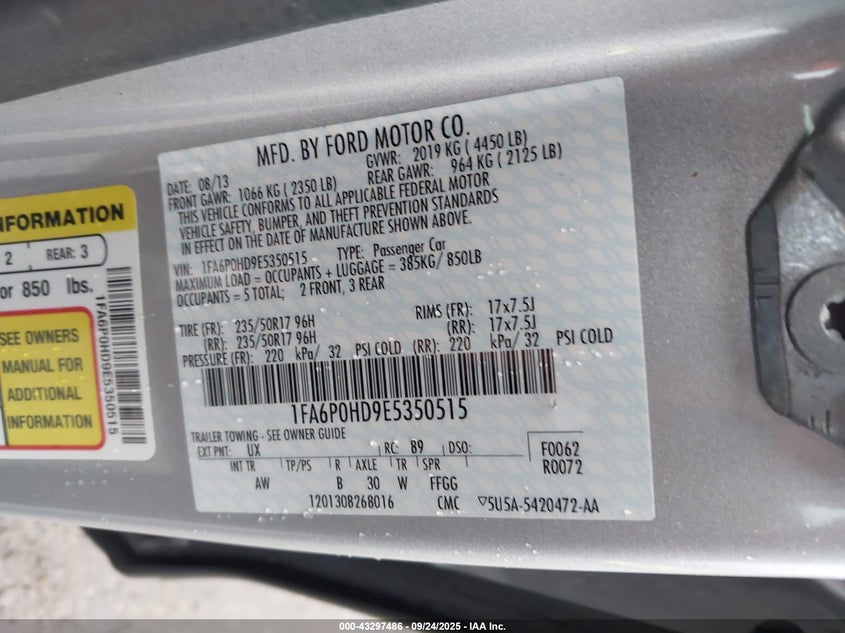 MFD. BY FORD MOTOR CO.
DATE: 08/13 GVWR: 2019 KG ( 4450 LB)
FRONT GAWR: 1066 KG ( 2350 LB) REAR GAWR: 964 KG ( 2125 LB)
THIS VEHICLE CONFORMS TO ALL APPLICABLE FEDERAL MOTOR
VEHICLE SAFETY, BUMPER, AND THEFT PREVENTION STANDARDS
IN EFFECT ON THE DATE OF MANUFACTURE SHOWN ABOVE.
VIN: 1FA6P0HD9E5350515 TYPE: Passenger Car
MAXIMUM LOAD = OCCUPANTS + LUGGAGE = 385KG/ 850LB
OCCUPANTS = 5 TOTAL; 2 FRONT, 3 REAR
TIRE (FR): 235/50R17 96H RIMS (FR): 17x7.5J
(RR): 235/50R17 96H (RR): 17x7.5J
PRESSURE (FR): 220 kPa/ 32 PSI COLD (RR): 220 kPa/ 32 PSI COLD
1FA6P0HD9E5350515
TRAILER TOWING - SEE OWNER GUIDE
EXT PNT: UX RC: B9 DSO: F0062
R0072
INT TR TP/PS R AXLE TR SPR
AW B 30 W FFGG
1201308268016 CMC ▽5U5A-5420472-AA
INFORMATION
2 REAR: 3
or 850 lbs.
SEE OWNERS
MANUAL FOR
ADDITIONAL
INFORMATION
1FA6P0HD9E5350515
000-43297486 - 09/24/2025 - IAA Inc.